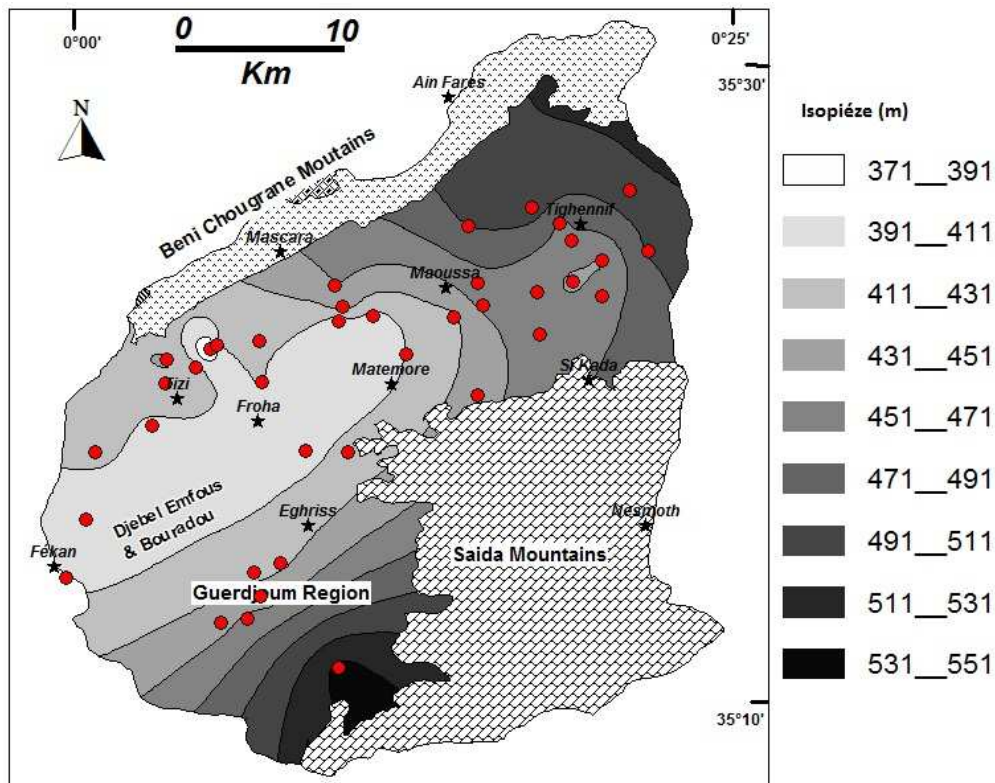 0°00'
0 10
Km
0°25'
35°30'
N
Ain Fares
Beni Chougrane Moutains
Mascara
Tighennif
Maoussa
Matemore
Si Kada
Tizi
Froha
Djebel Emfous
& Bouradou
Eghriss
Nesmoth
Fekan
Saida Mountains
Guerdjoum Region
35°10'
Isopiéze (m)
371__391
391__411
411__431
431__451
451__471
471__491
491__511
511__531
531__551